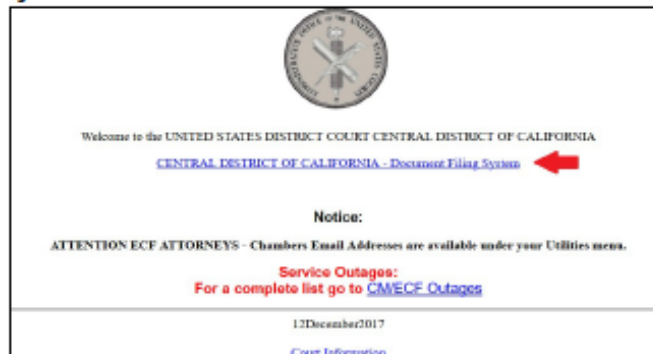 Welcome to the UNITED STATES DISTRICT COURT CENTRAL DISTRICT OF CALIFORNIA
CENTRAL DISTRICT OF CALIFORNIA - Document Filing System
Notice:
ATTENTION ECF ATTORNEYS - Chambers Email Addresses are available under your Utilities menu.
Service Outages:
For a complete list go to CM/ECF Outages
12December2017
Court Information